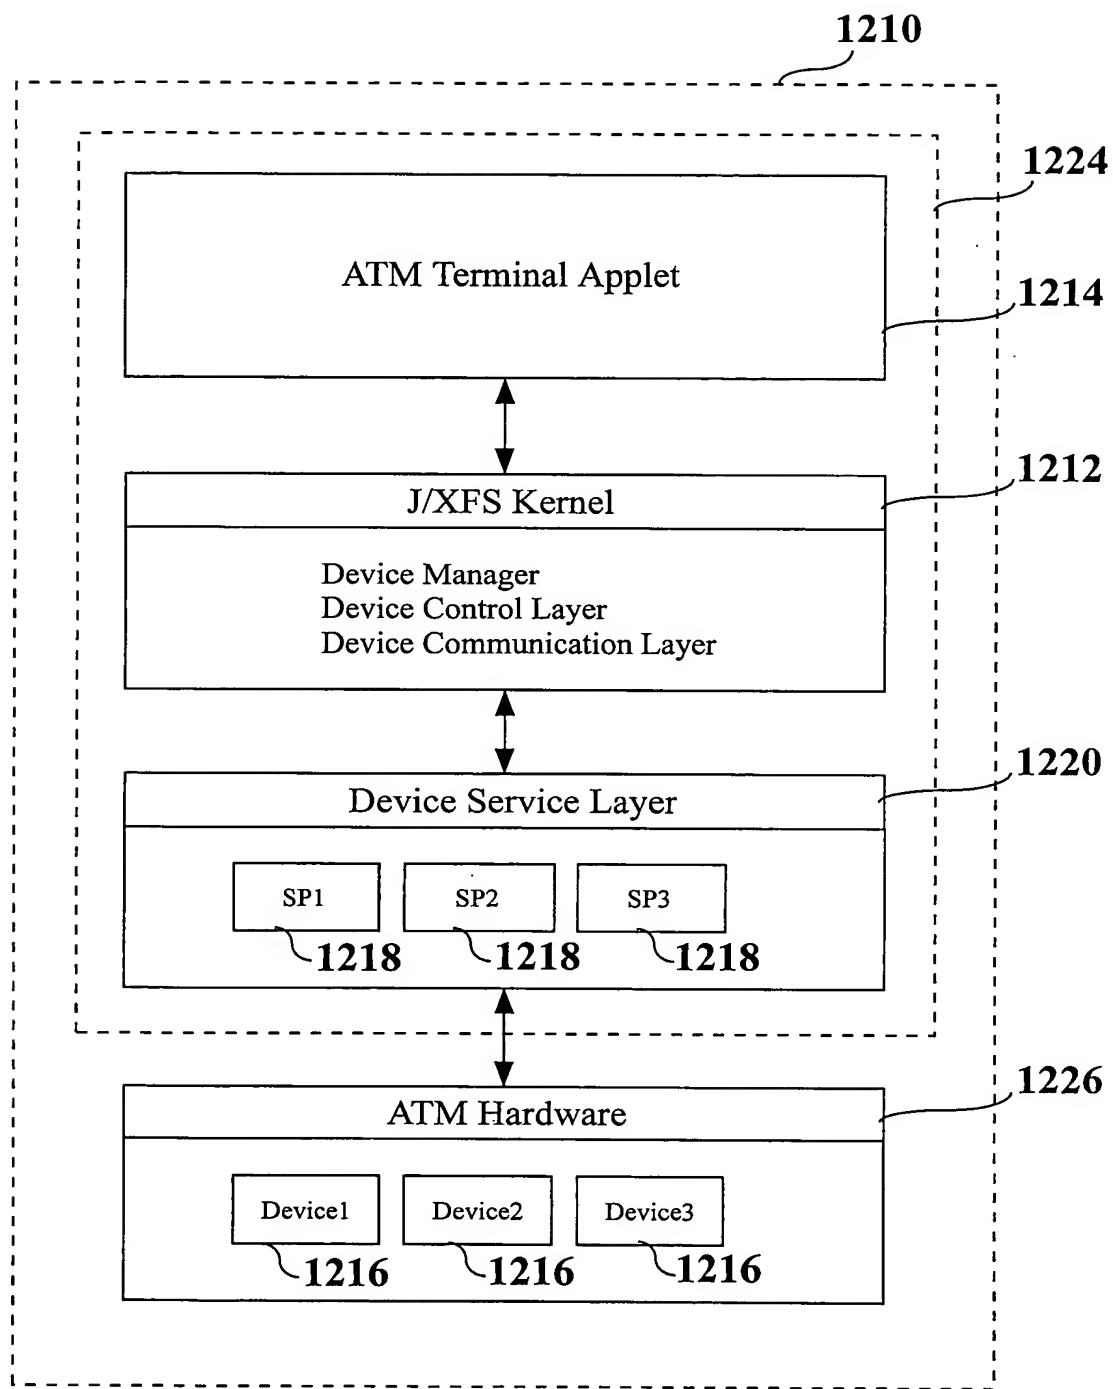 1210
1224
ATM Terminal Applet
1214
J/XFS Kernel
1212
Device Manager
Device Control Layer
Device Communication Layer
1220
Device Service Layer
SP1
SP2
SP3
1218
1218
1218
1226
ATM Hardware
Device1
Device2
Device3
1216
1216
1216